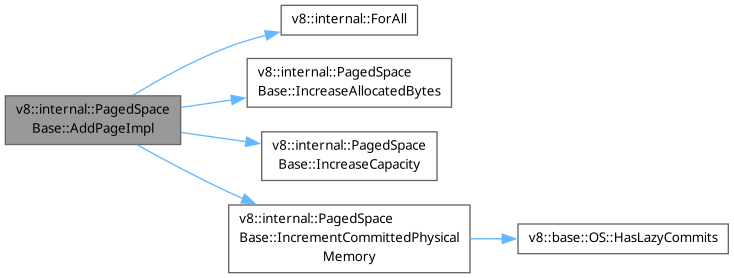 v8::internal::ForAll
v8::internal::PagedSpace
Base::IncreaseAllocatedBytes
v8::internal::PagedSpace
Base::AddPageImpl
v8::internal::PagedSpace
Base::IncreaseCapacity
v8::internal::PagedSpace
Base::IncrementCommittedPhysical
Memory
v8::base::OS::HasLazyCommits